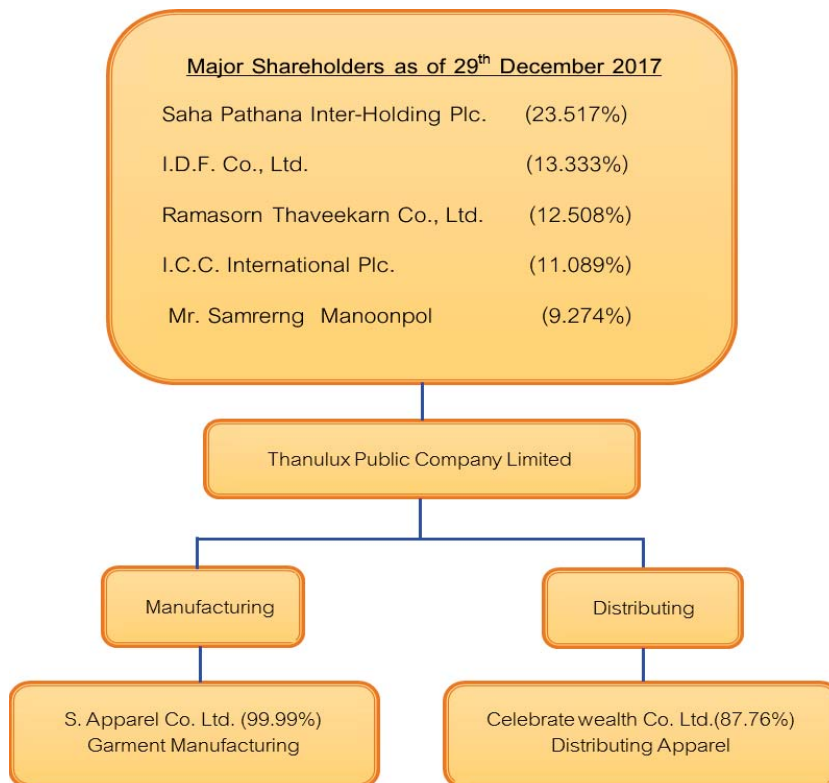 Major Shareholders as of 29th December 2017
Saha Pathana Inter-Holding Plc. (23.517%)
I.D.F. Co., Ltd. (13.333%)
Ramasorn Thaveekarn Co., Ltd. (12.508%)
I.C.C. International Plc. (11.089%)
Mr. Samrerng Manoonpol (9.274%)
Thanulux Public Company Limited
Manufacturing
Distributing
S. Apparel Co. Ltd. (99.99%)
Garment Manufacturing
Celebrate wealth Co. Ltd.(87.76%)
Distributing Apparel